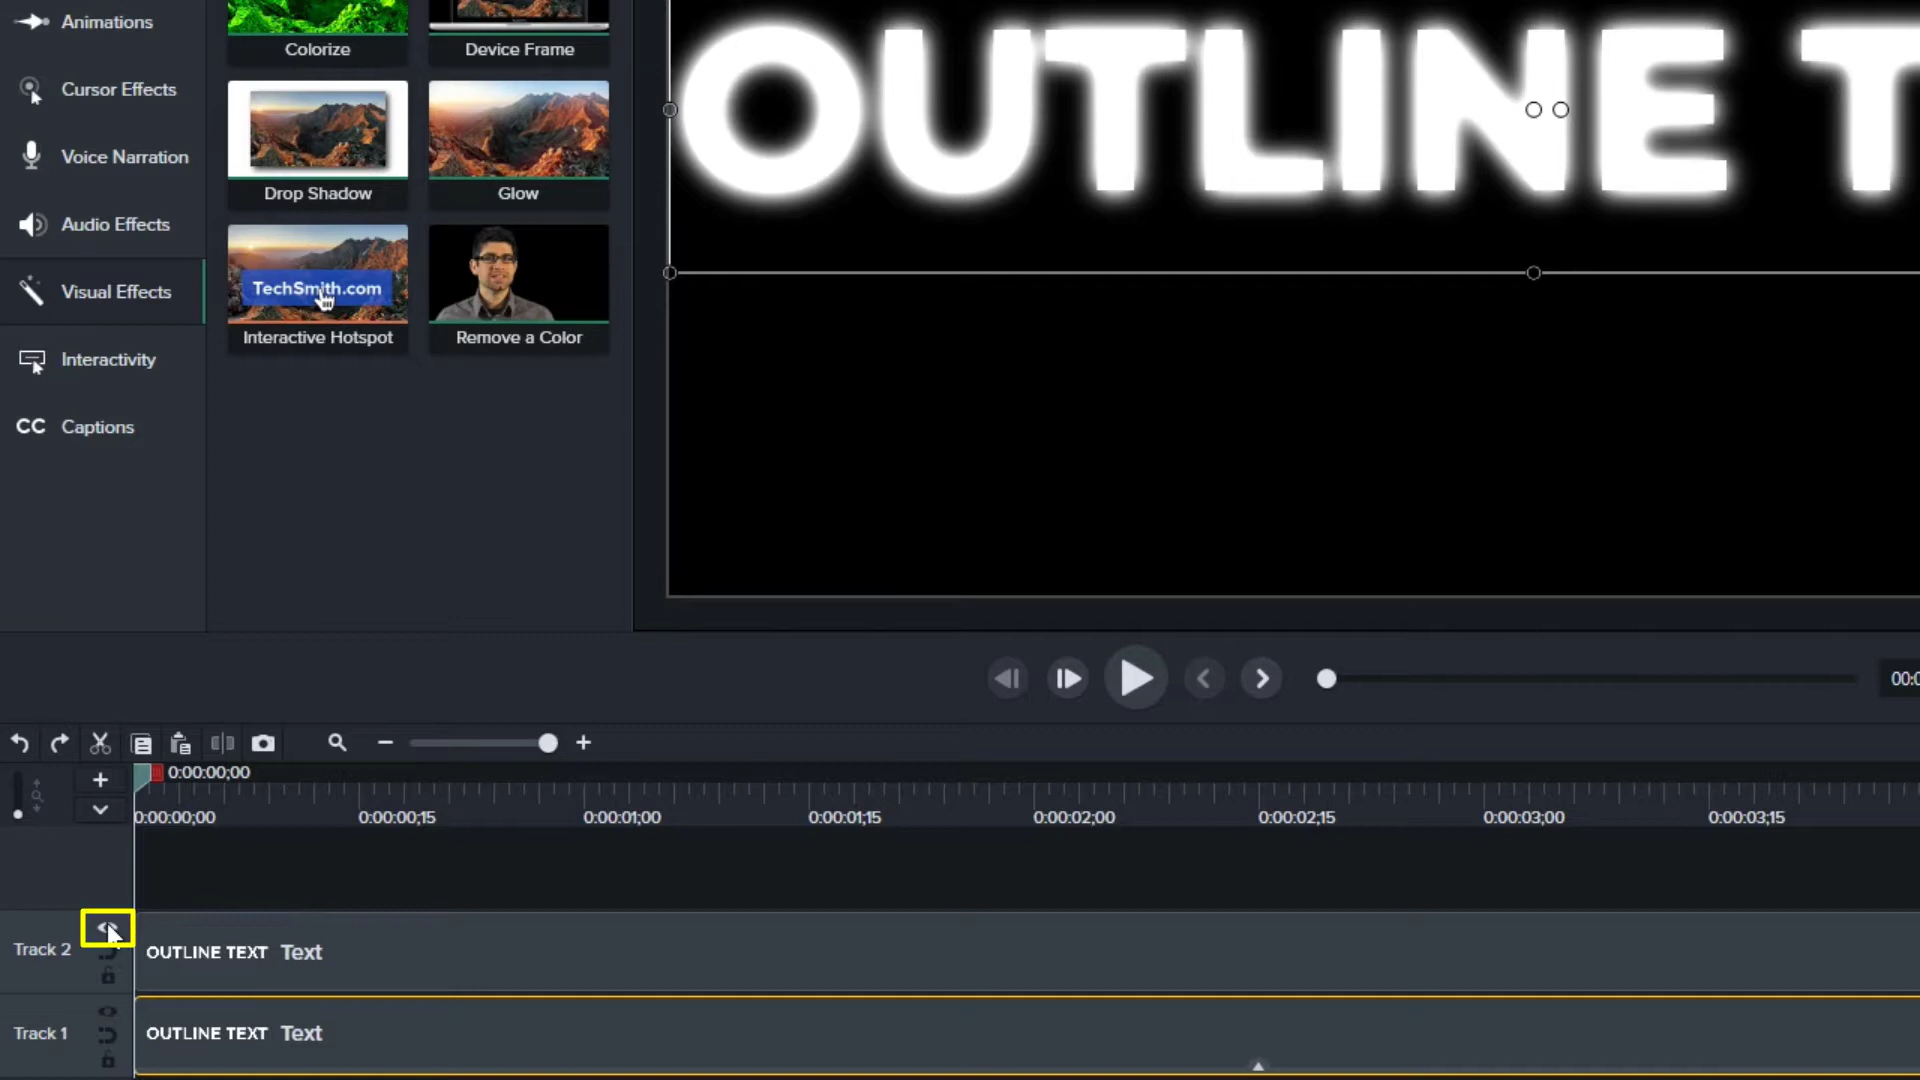 Animations
Cursor Effects
Voice Narration
Audio Effects
Visual Effects
Interactivity
CC Captions
Colorize
Device Frame
Drop Shadow
Glow
TechSmith.com
Interactive Hotspot
Remove a Color
OUTLINE T
00:0
0:00:00;00
0:00:00;00 0:00:00;15 0:00:01;00 0:00:01;15 0:00:02;00 0:00:02;15 0:00:03;00 0:00:03;15
Track 2
OUTLINE TEXT Text
Track 1
OUTLINE TEXT Text